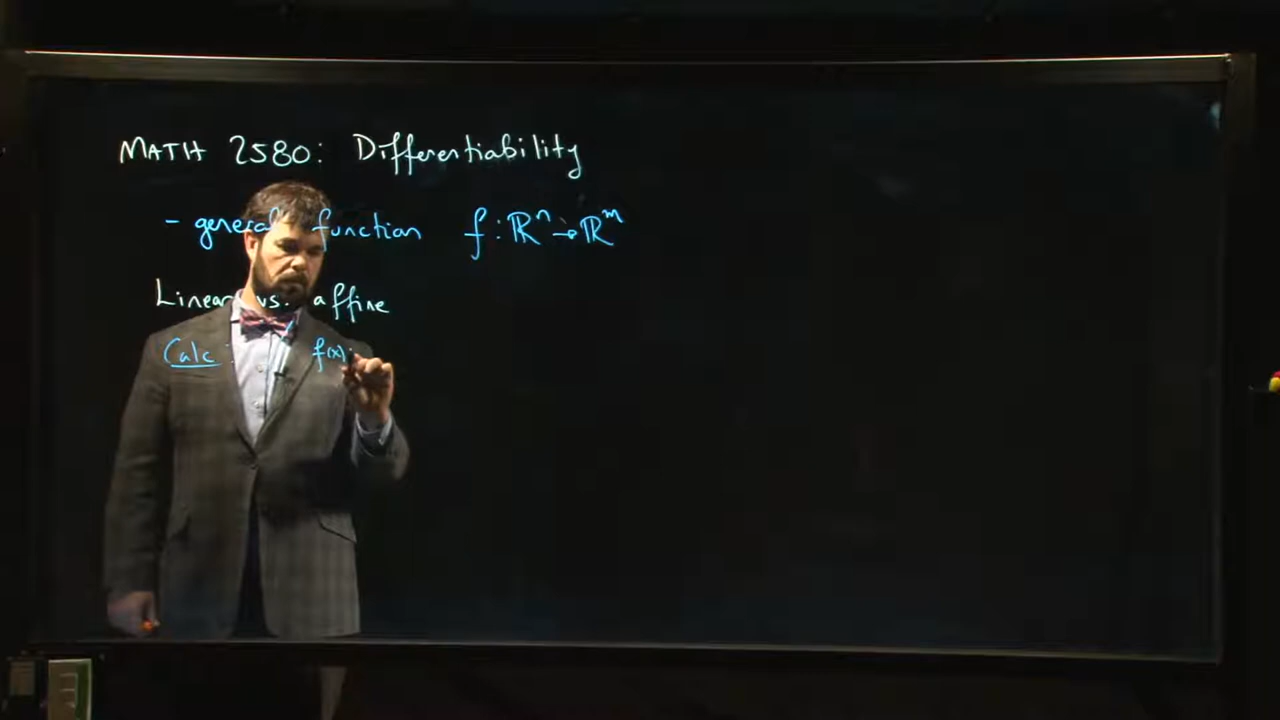 MATH 2580: Differentiability
- general function f: ℝⁿ → ℝᵐ
Linear vs. affine
Calc : f(x)